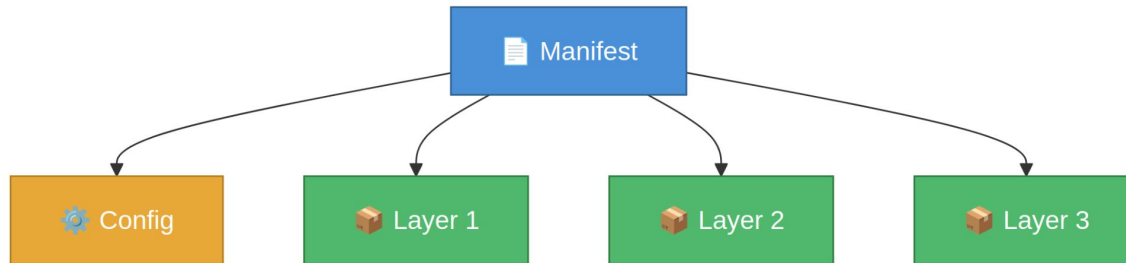 📄 Manifest
⚙️ Config
📦 Layer 1
📦 Layer 2
📦 Layer 3